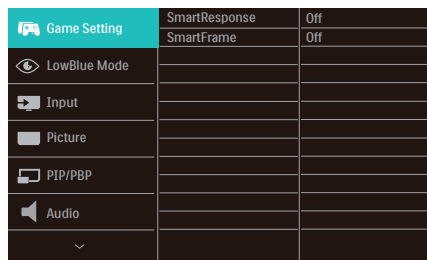 Game Setting
SmartResponse Off
SmartFrame Off
LowBlue Mode
Input
Picture
PIP/PBP
Audio